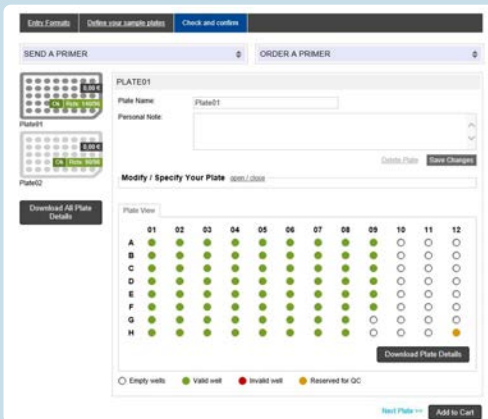 Entry Formats Define your sample plates Check and confirm
SEND A PRIMER ORDER A PRIMER
PLATE01
0,00 €
Ok
Plate01
0,00 €
Ok
Plate02
Download All Plate
Details
Plate Name: Plate01
Personal Note:
Delete Plate Save Changes
Modify / Specify Your Plate open / close
Plate View
01 02 03 04 05 06 07 08 09 10 11 12
A
B
C
D
E
F
G
H
Download Plate Details
Empty wells Valid well Invalid well Reserved for QC
Next Plate >> Add to Cart